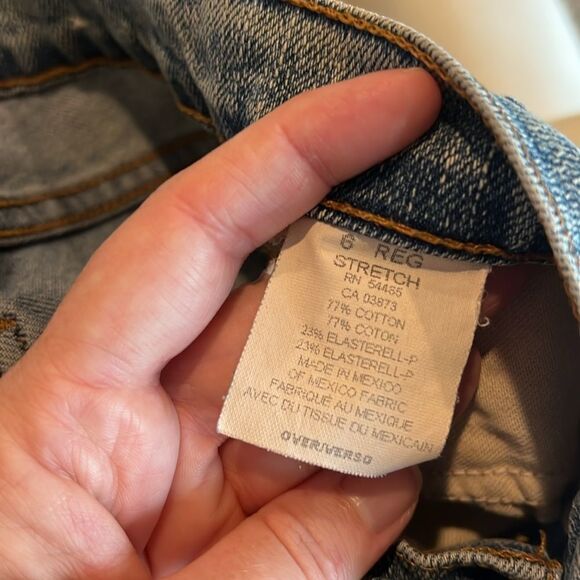 6 REG
STRETCH
RN 54465
CA 03873
77% COTTON
77% COTON
23% ELASTERELL-P
23% ELASTERELL-P
MADE IN MEXICO
OF MEXICO FABRIC
FABRIQUE AU MEXIQUE
AVEC DU TISSUE DU MEXICAIN
OVER/VERSO